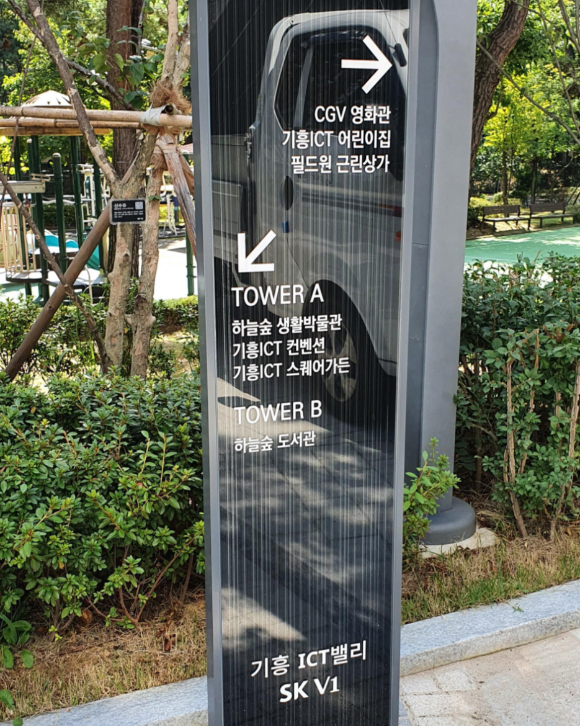 CGV 영화관
기흥ICT 어린이집
필드원 근린상가
TOWER A
하늘숲 생활박물관
기흥ICT 컨벤션
기흥ICT 스퀘어가든
TOWER B
하늘숲 도서관
기흥 ICT밸리
SK V1